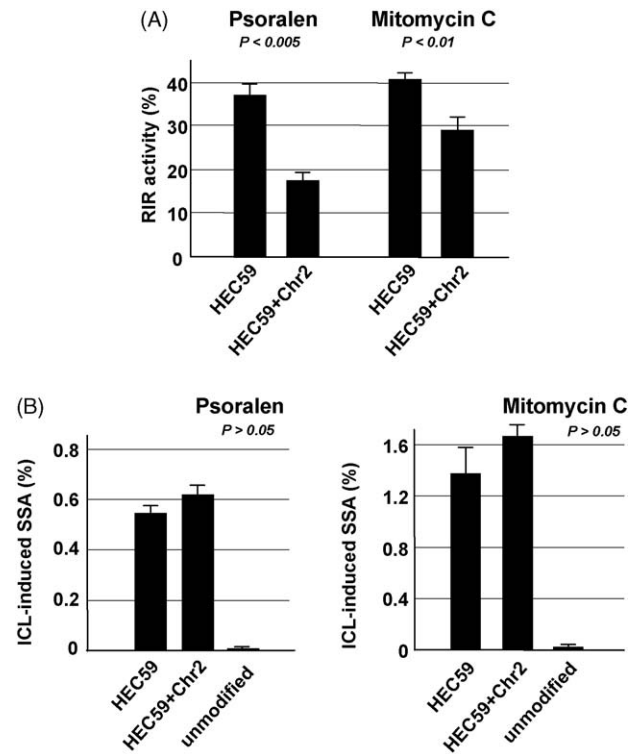 (A)
Psoralen
Mitomycin C
P < 0.005
P < 0.01
RIR activity (%)
40
30
20
10
0
HEC59
HEC59+Chr2
HEC59
HEC59+Chr2
(B)
Psoralen
P > 0.05
ICL-induced SSA (%)
0.8
0.6
0.4
0.2
0
HEC59
HEC59+Chr2
unmodified
Mitomycin C
P > 0.05
ICL-induced SSA (%)
1.6
1.2
0.8
0.4
0
HEC59
HEC59+Chr2
unmodified